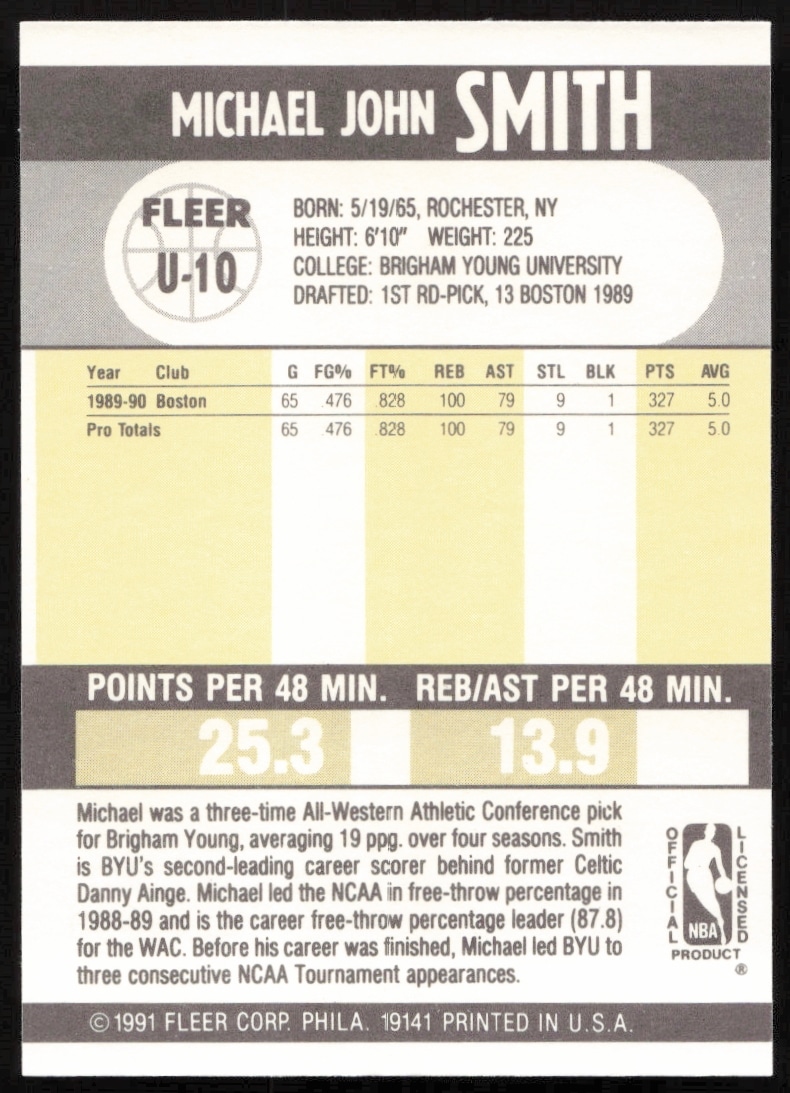 MICHAEL JOHN SMITH
FLEER
U-10
BORN: 5/19/65, ROCHESTER, NY
HEIGHT: 6'10" WEIGHT: 225
COLLEGE: BRIGHAM YOUNG UNIVERSITY
DRAFTED: 1ST RD-PICK, 13 BOSTON 1989
Year Club G FG% FT% REB AST STL BLK PTS AVG
1989-90 Boston 65 .476 .828 100 79 9 1 327 5.0
Pro Totals 65 .476 .828 100 79 9 1 327 5.0
POINTS PER 48 MIN. REB/AST PER 48 MIN.
25.3 13.9
Michael was a three-time All-Western Athletic Conference pick
for Brigham Young, averaging 19 ppg. over four seasons. Smith
is BYU's second-leading career scorer behind former Celtic
Danny Ainge. Michael led the NCAA in free-throw percentage in
1988-89 and is the career free-throw percentage leader (87.8)
for the WAC. Before his career was finished, Michael led BYU to
three consecutive NCAA Tournament appearances.
OFFICIAL
LICENSED
NBA
PRODUCT
®
© 1991 FLEER CORP. PHILA. 19141 PRINTED IN U.S.A.